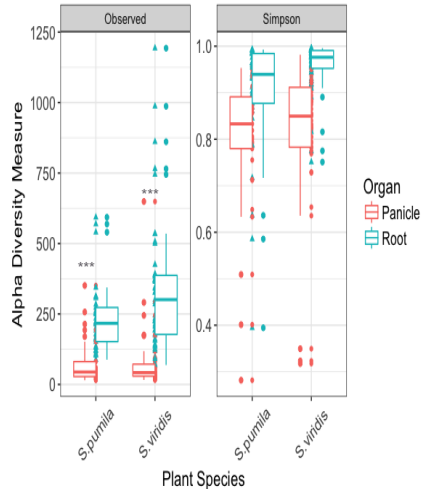 Observed
Simpson
Alpha Diversity Measure
1250
1000
750
500
250
0
***
***
1.0
0.8
0.6
0.4
S.pumila
S.viridis
S.pumila
S.viridis
Plant Species
Organ
Panicle
Root